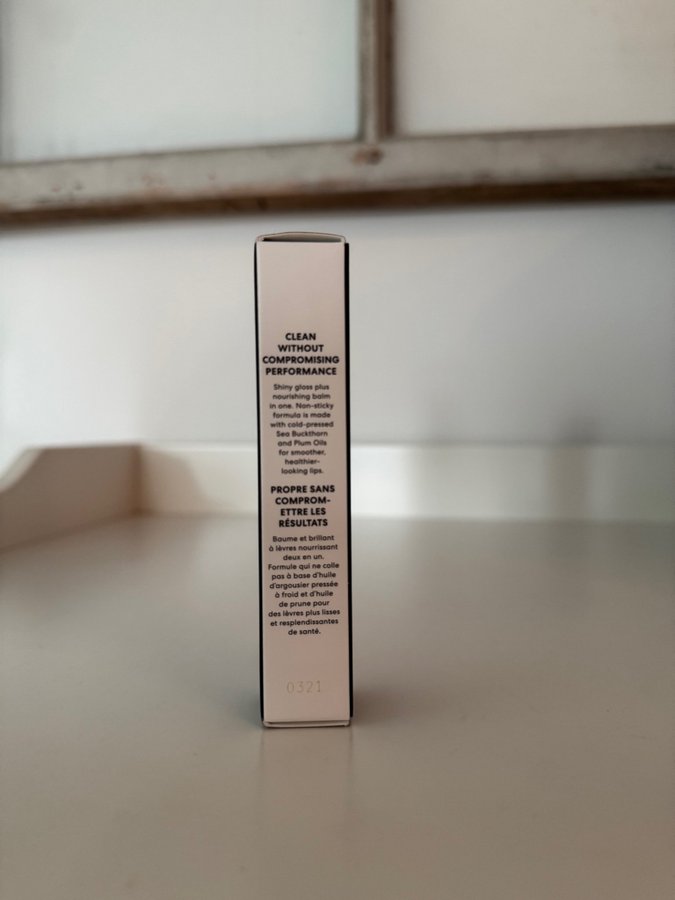 CLEAN
WITHOUT
COMPROMISING
PERFORMANCE
Shiny gloss plus
nourishing balm
in one. Non-sticky
formula is made
with cold-pressed
Sea Buckthorn
and Plum Oils
for smoother,
healthier-
looking lips.
PROPRE SANS
COMPROM-
ETTRE LES
RÉSULTATS
Baume et brillant
à lèvres nourrissant
deux en un.
Formule qui ne colle
pas à base d'huile
d'argousier pressée
à froid et d'huile
de prune pour
des lèvres plus lisses
et resplendissantes
de santé.
0321